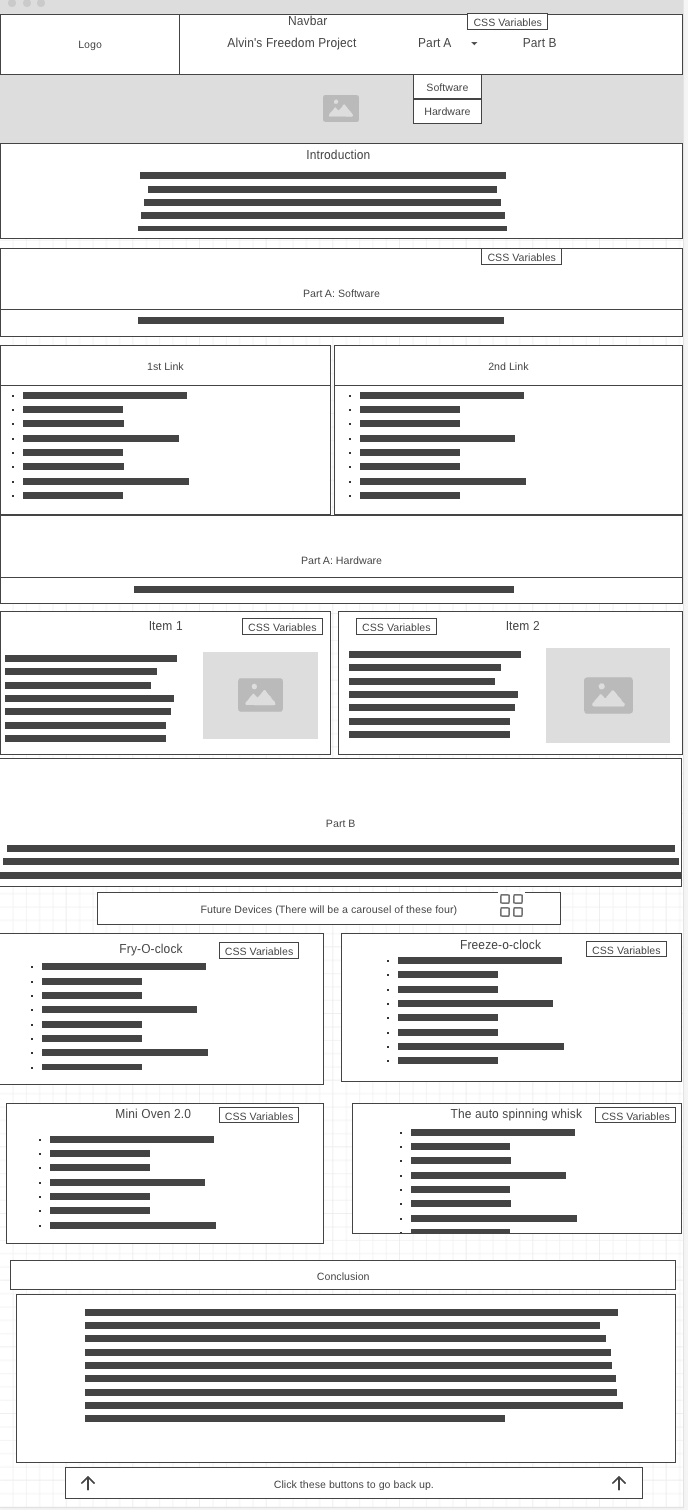 Navbar
CSS Variables
Logo
Alvin's Freedom Project
Part A
Part B
Software
Hardware
Introduction
CSS Variables
Part A: Software
1st Link
2nd Link
Part A: Hardware
Item 1
CSS Variables
CSS Variables
Item 2
Part B
Future Devices (There will be a carousel of these four)
Fry-O-clock
CSS Variables
Freeze-o-clock
CSS Variables
Mini Oven 2.0
CSS Variables
The auto spinning whisk
CSS Variables
Conclusion
Click these buttons to go back up.